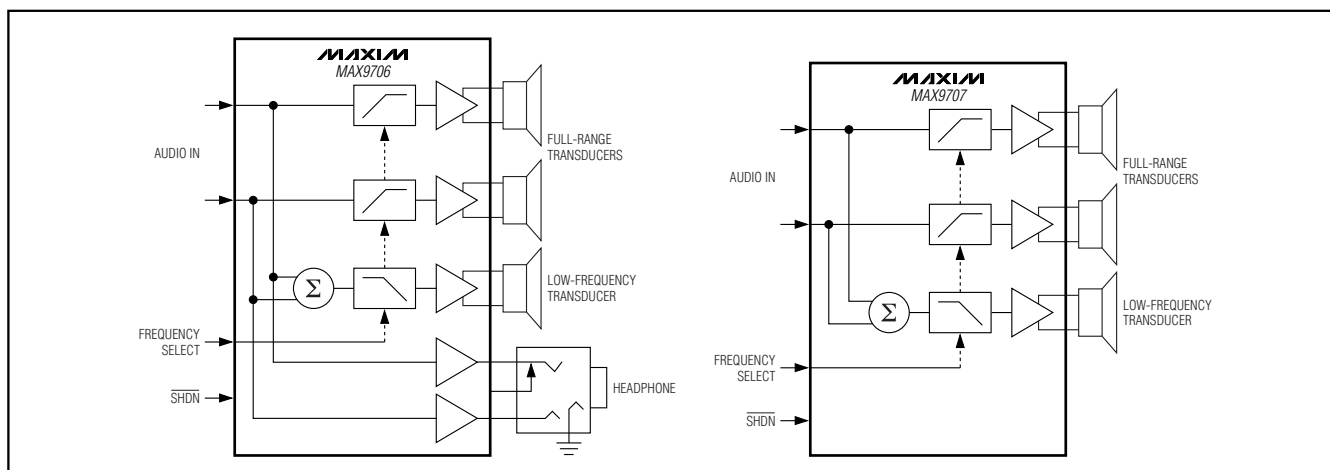 MAXIM
MAX9706
AUDIO IN
FULL-RANGE
TRANSDUCERS
Σ
LOW-FREQUENCY
TRANSDUCER
FREQUENCY
SELECT
SHDN
HEADPHONE
MAXIM
MAX9707
AUDIO IN
FULL-RANGE
TRANSDUCERS
Σ
LOW-FREQUENCY
TRANSDUCER
FREQUENCY
SELECT
SHDN